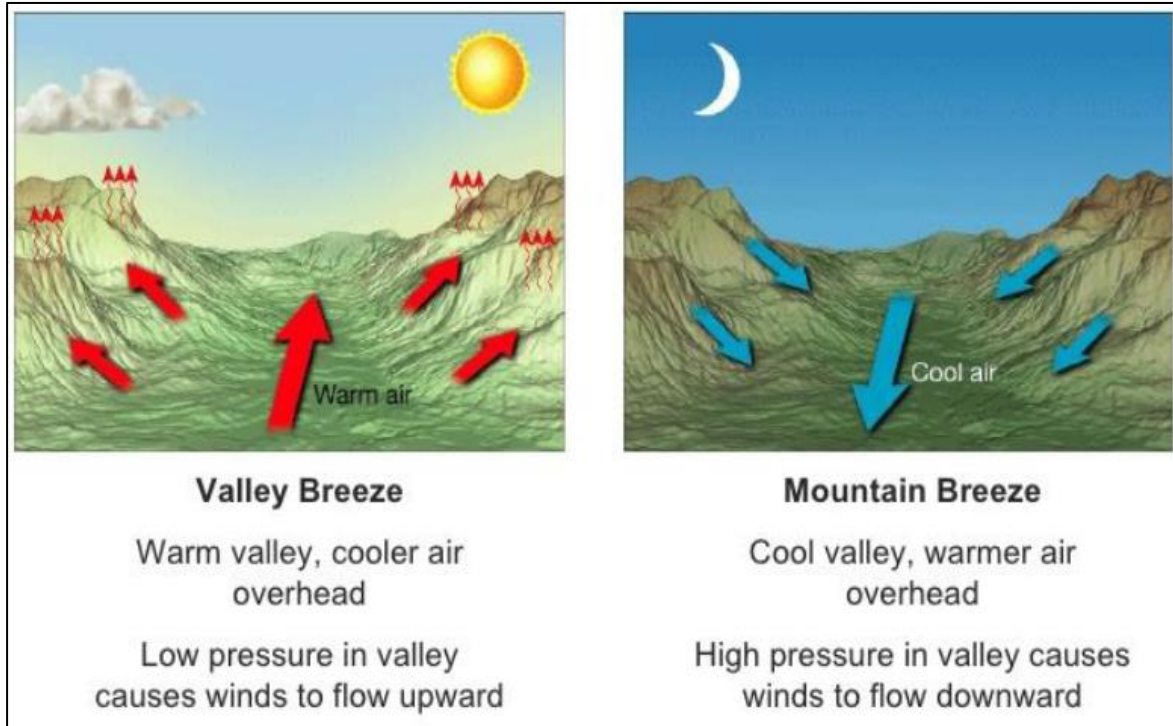 Warm air
Valley Breeze
Warm valley, cooler air
overhead
Low pressure in valley
causes winds to flow upward
Cool air
Mountain Breeze
Cool valley, warmer air
overhead
High pressure in valley causes
winds to flow downward